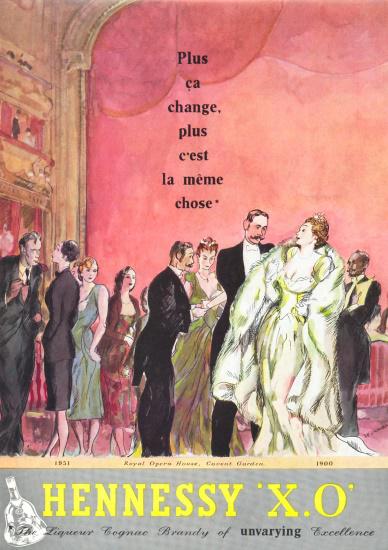 Plus
ça
change,
plus
c'est
la même
chose*
1951 Royal Opera House, Covent Garden. 1900
HENNESSY 'X.O'
*The Liqueur Cognac Brandy of unvarying Excellence